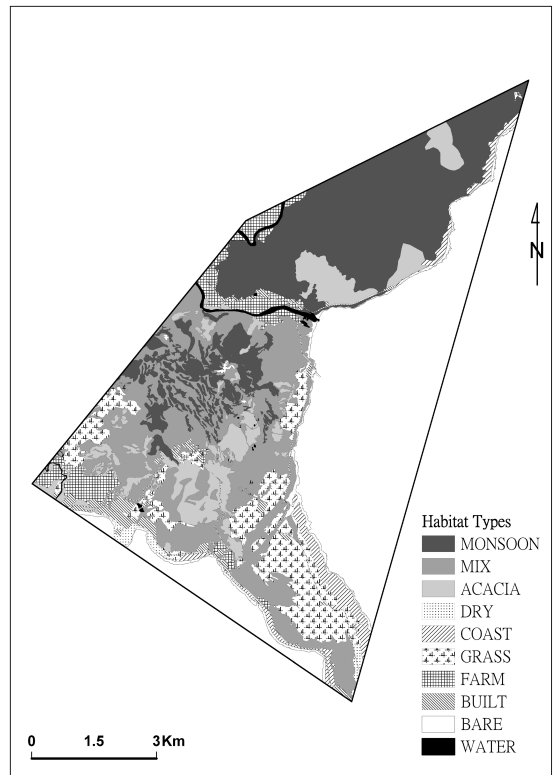 N
Habitat Types
MONSOON
MIX
ACACIA
DRY
COAST
GRASS
FARM
BUILT
BARE
WATER
0 1.5 3Km